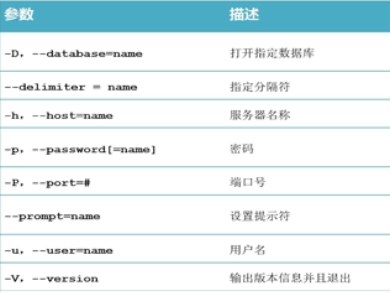 参数 描述
-D，--database=name 打开指定数据库
--delimiter = name 指定分隔符
-h，--host=name 服务器名称
-p，--password[=name] 密码
-P，--port=# 端口号
--prompt=name 设置提示符
-u，--user=name 用户名
-V，--version 输出版本信息并且退出